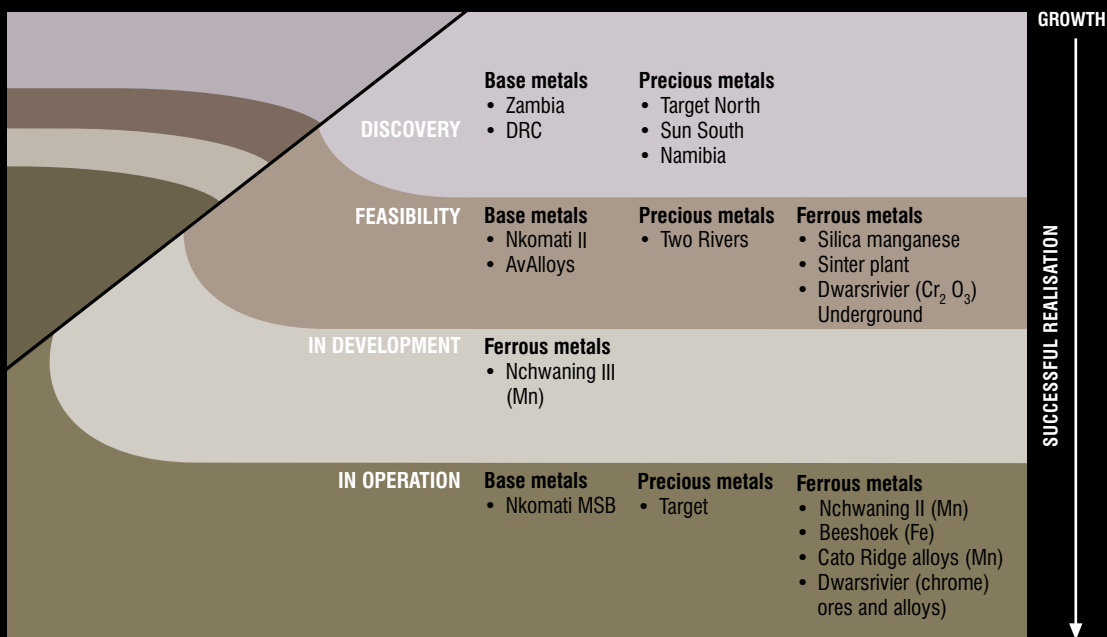 GROWTH
DISCOVERY
Base metals
• Zambia
• DRC
Precious metals
• Target North
• Sun South
• Namibia
FEASIBILITY
Base metals
• Nkomati II
• AvAlloys
Precious metals
• Two Rivers
Ferrous metals
• Silica manganese
• Sinter plant
• Dwarsrivier (Cr₂ O₃)
Underground
IN DEVELOPMENT
Ferrous metals
• Nchwaning III
(Mn)
IN OPERATION
Base metals
• Nkomati MSB
Precious metals
• Target
Ferrous metals
• Nchwaning II (Mn)
• Beeshoek (Fe)
• Cato Ridge alloys (Mn)
• Dwarsrivier (chrome)
ores and alloys)
SUCCESSFUL REALISATION